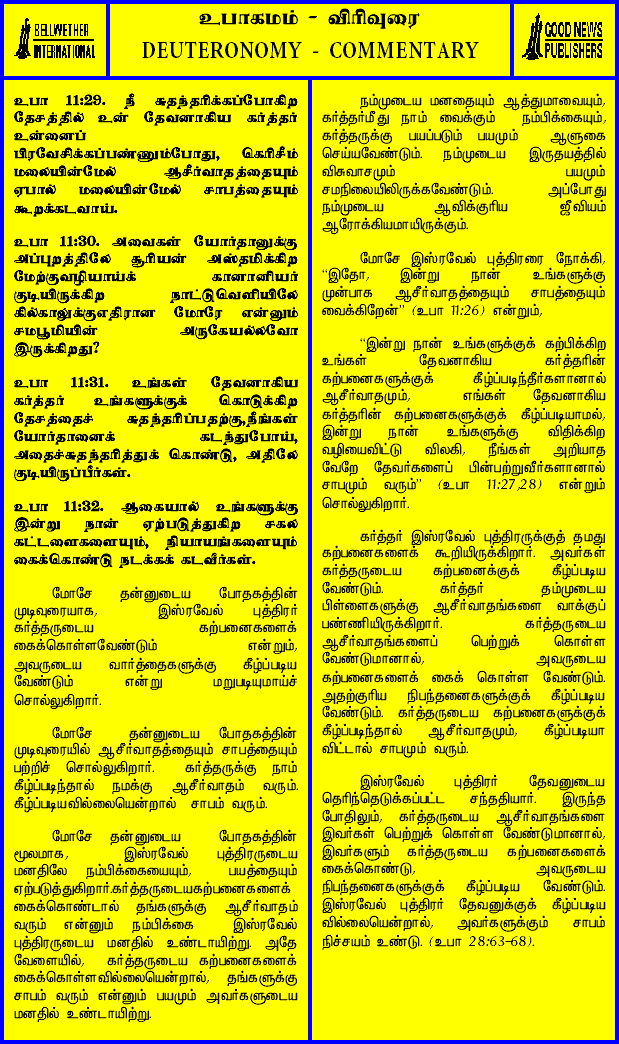 BELLWETHER
INTERNATIONAL
உபாகமம் - விரிவுரை
DEUTERONOMY - COMMENTARY
GOOD NEWS
PUBLISHERS
உபா 11:29. நீ சுதந்தரிக்கப்போகிற
தேசத்தில் உன் தேவனாகிய கர்த்தர்
உன்னைப்
பிரவேசிக்கப்பண்ணும்போது, கெரிசீம்
மலையின்மேல் ஆசீர்வாதத்தையும்
ஏபால் மலையின்மேல் சாபத்தையும்
கூறக்கடவாய்.
உபா 11:30. அவைகள் யோர்தானுக்கு
அப்புறத்திலே சூரியன் அஸ்தமிக்கிற
மேற்குவழியாய்க் கானானியர்
குடியிருக்கிற நாட்டுவெளியிலே
கில்காலுக்குஎதிரான மோரே என்னும்
சமபூமியின் அருகேயல்லவோ
இருக்கிறது?
உபா 11:31. உங்கள் தேவனாகிய
கர்த்தர் உங்களுக்குக் கொடுக்கிற
தேசத்தைச் சுதந்தரிப்பதற்கு,நீங்கள்
யோர்தானைக் கடந்துபோய்,
அதைச்சுதந்தரித்துக் கொண்டு, அதிலே
குடியிருப்பீர்கள்.
உபா 11:32. ஆகையால் உங்களுக்கு
இன்று நான் ஏற்படுத்துகிற சகல
கட்டளைகளையும், நியாயங்களையும்
கைக்கொண்டு நடக்கக் கடவீர்கள்.
மோசே தன்னுடைய போதகத்தின்
முடிவுரையாக, இஸ்ரவேல் புத்திரர்
கர்த்தருடைய கற்பனைகளைக்
கைக்கொள்ளவேண்டும் என்றும்,
அவருடைய வார்த்தைகளுக்கு கீழ்ப்படிய
வேண்டும் என்று மறுபடியுமாய்ச்
சொல்லுகிறார்.
மோசே தன்னுடைய போதகத்தின்
முடிவுரையில் ஆசீர்வாதத்தையும் சாபத்தையும்
பற்றிச் சொல்லுகிறார். கர்த்தருக்கு நாம்
கீழ்ப்படிந்தால் நமக்கு ஆசீர்வாதம் வரும்.
கீழ்ப்படியவில்லையென்றால் சாபம் வரும்.
மோசே தன்னுடைய போதகத்தின்
மூலமாக, இஸ்ரவேல் புத்திரருடைய
மனதிலே நம்பிக்கையையும், பயத்தையும்
ஏற்படுத்துகிறார்.கர்த்தருடையகற்பனைகளைக்
கைக்கொண்டால் தங்களுக்கு ஆசீர்வாதம்
வரும் என்னும் நம்பிக்கை இஸ்ரவேல்
புத்திரருடைய மனதில் உண்டாயிற்று. அதே
வேளையில், கர்த்தருடைய கற்பனைகளைக்
கைக்கொள்ளவில்லையென்றால், தங்களுக்கு
சாபம் வரும் என்னும் பயமும் அவர்களுடைய
மனதில் உண்டாயிற்று.
நம்முடைய மனதையும் ஆத்துமாவையும்,
கர்த்தர்மீது நாம் வைக்கும் நம்பிக்கையும்,
கர்த்தருக்கு பயப்படும் பயமும் ஆளுகை
செய்யவேண்டும். நம்முடைய இருதயத்தில்
விசுவாசமும் பயமும்
சமநிலையிலிருக்கவேண்டும். அப்போது
நம்முடைய ஆவிக்குரிய ஜீவியம்
ஆரோக்கியமாயிருக்கும்.
மோசே இஸ்ரவேல் புத்திரரை நோக்கி,
“இதோ, இன்று நான் உங்களுக்கு
முன்பாக ஆசீர்வாதத்தையும் சாபத்தையும்
வைக்கிறேன்” (உபா 11:26) என்றும்,
“இன்று நான் உங்களுக்குக் கற்பிக்கிற
உங்கள் தேவனாகிய கர்த்தரின்
கற்பனைகளுக்குக் கீழ்ப்படிந்தீர்களானால்
ஆசீர்வாதமும், எங்கள் தேவனாகிய
கர்த்தரின் கற்பனைகளுக்குக் கீழ்ப்படியாமல்,
இன்று நான் உங்களுக்கு விதிக்கிற
வழியைவிட்டு விலகி, நீங்கள் அறியாத
வேறே தேவர்களைப் பின்பற்றுவீர்களானால்
சாபமும் வரும்” (உபா 11:27,28) என்றும்
சொல்லுகிறார்.
கர்த்தர் இஸ்ரவேல் புத்திரருக்குத் தமது
கற்பனைகளைக் கூறியிருக்கிறார். அவர்கள்
கர்த்தருடைய கற்பனைக்குக் கீழ்ப்படிய
வேண்டும். கர்த்தர் தம்முடைய
பிள்ளைகளுக்கு ஆசீர்வாதங்களை வாக்குப்
பண்ணியிருக்கிறார். கர்த்தருடைய
ஆசீர்வாதங்களைப் பெற்றுக் கொள்ள
வேண்டுமானால், அவருடைய
கற்பனைகளைக் கைக் கொள்ள வேண்டும்.
அதற்குரிய நிபந்தனைகளுக்குக் கீழ்ப்படிய
வேண்டும். கர்த்தருடைய கற்பனைகளுக்குக்
கீழ்ப்படிந்தால் ஆசீர்வாதமும், கீழ்ப்படியா
விட்டால் சாபமும் வரும்.
இஸ்ரவேல் புத்திரர் தேவனுடைய
தெரிந்தெடுக்கப்பட்ட சந்ததியார். இருந்த
போதிலும், கர்த்தருடைய ஆசீர்வாதங்களை
இவர்கள் பெற்றுக் கொள்ள வேண்டுமானால்,
இவர்களும் கர்த்தருடைய கற்பனைகளைக்
கைக்கொண்டு, அவருடைய
நிபந்தனைகளுக்குக் கீழ்ப்படிய வேண்டும்.
இஸ்ரவேல் புத்திரர் தேவனுக்குக் கீழ்ப்படிய
வில்லையென்றால், அவர்களுக்கும் சாபம்
நிச்சயம் உண்டு. (உபா 28:63-68).